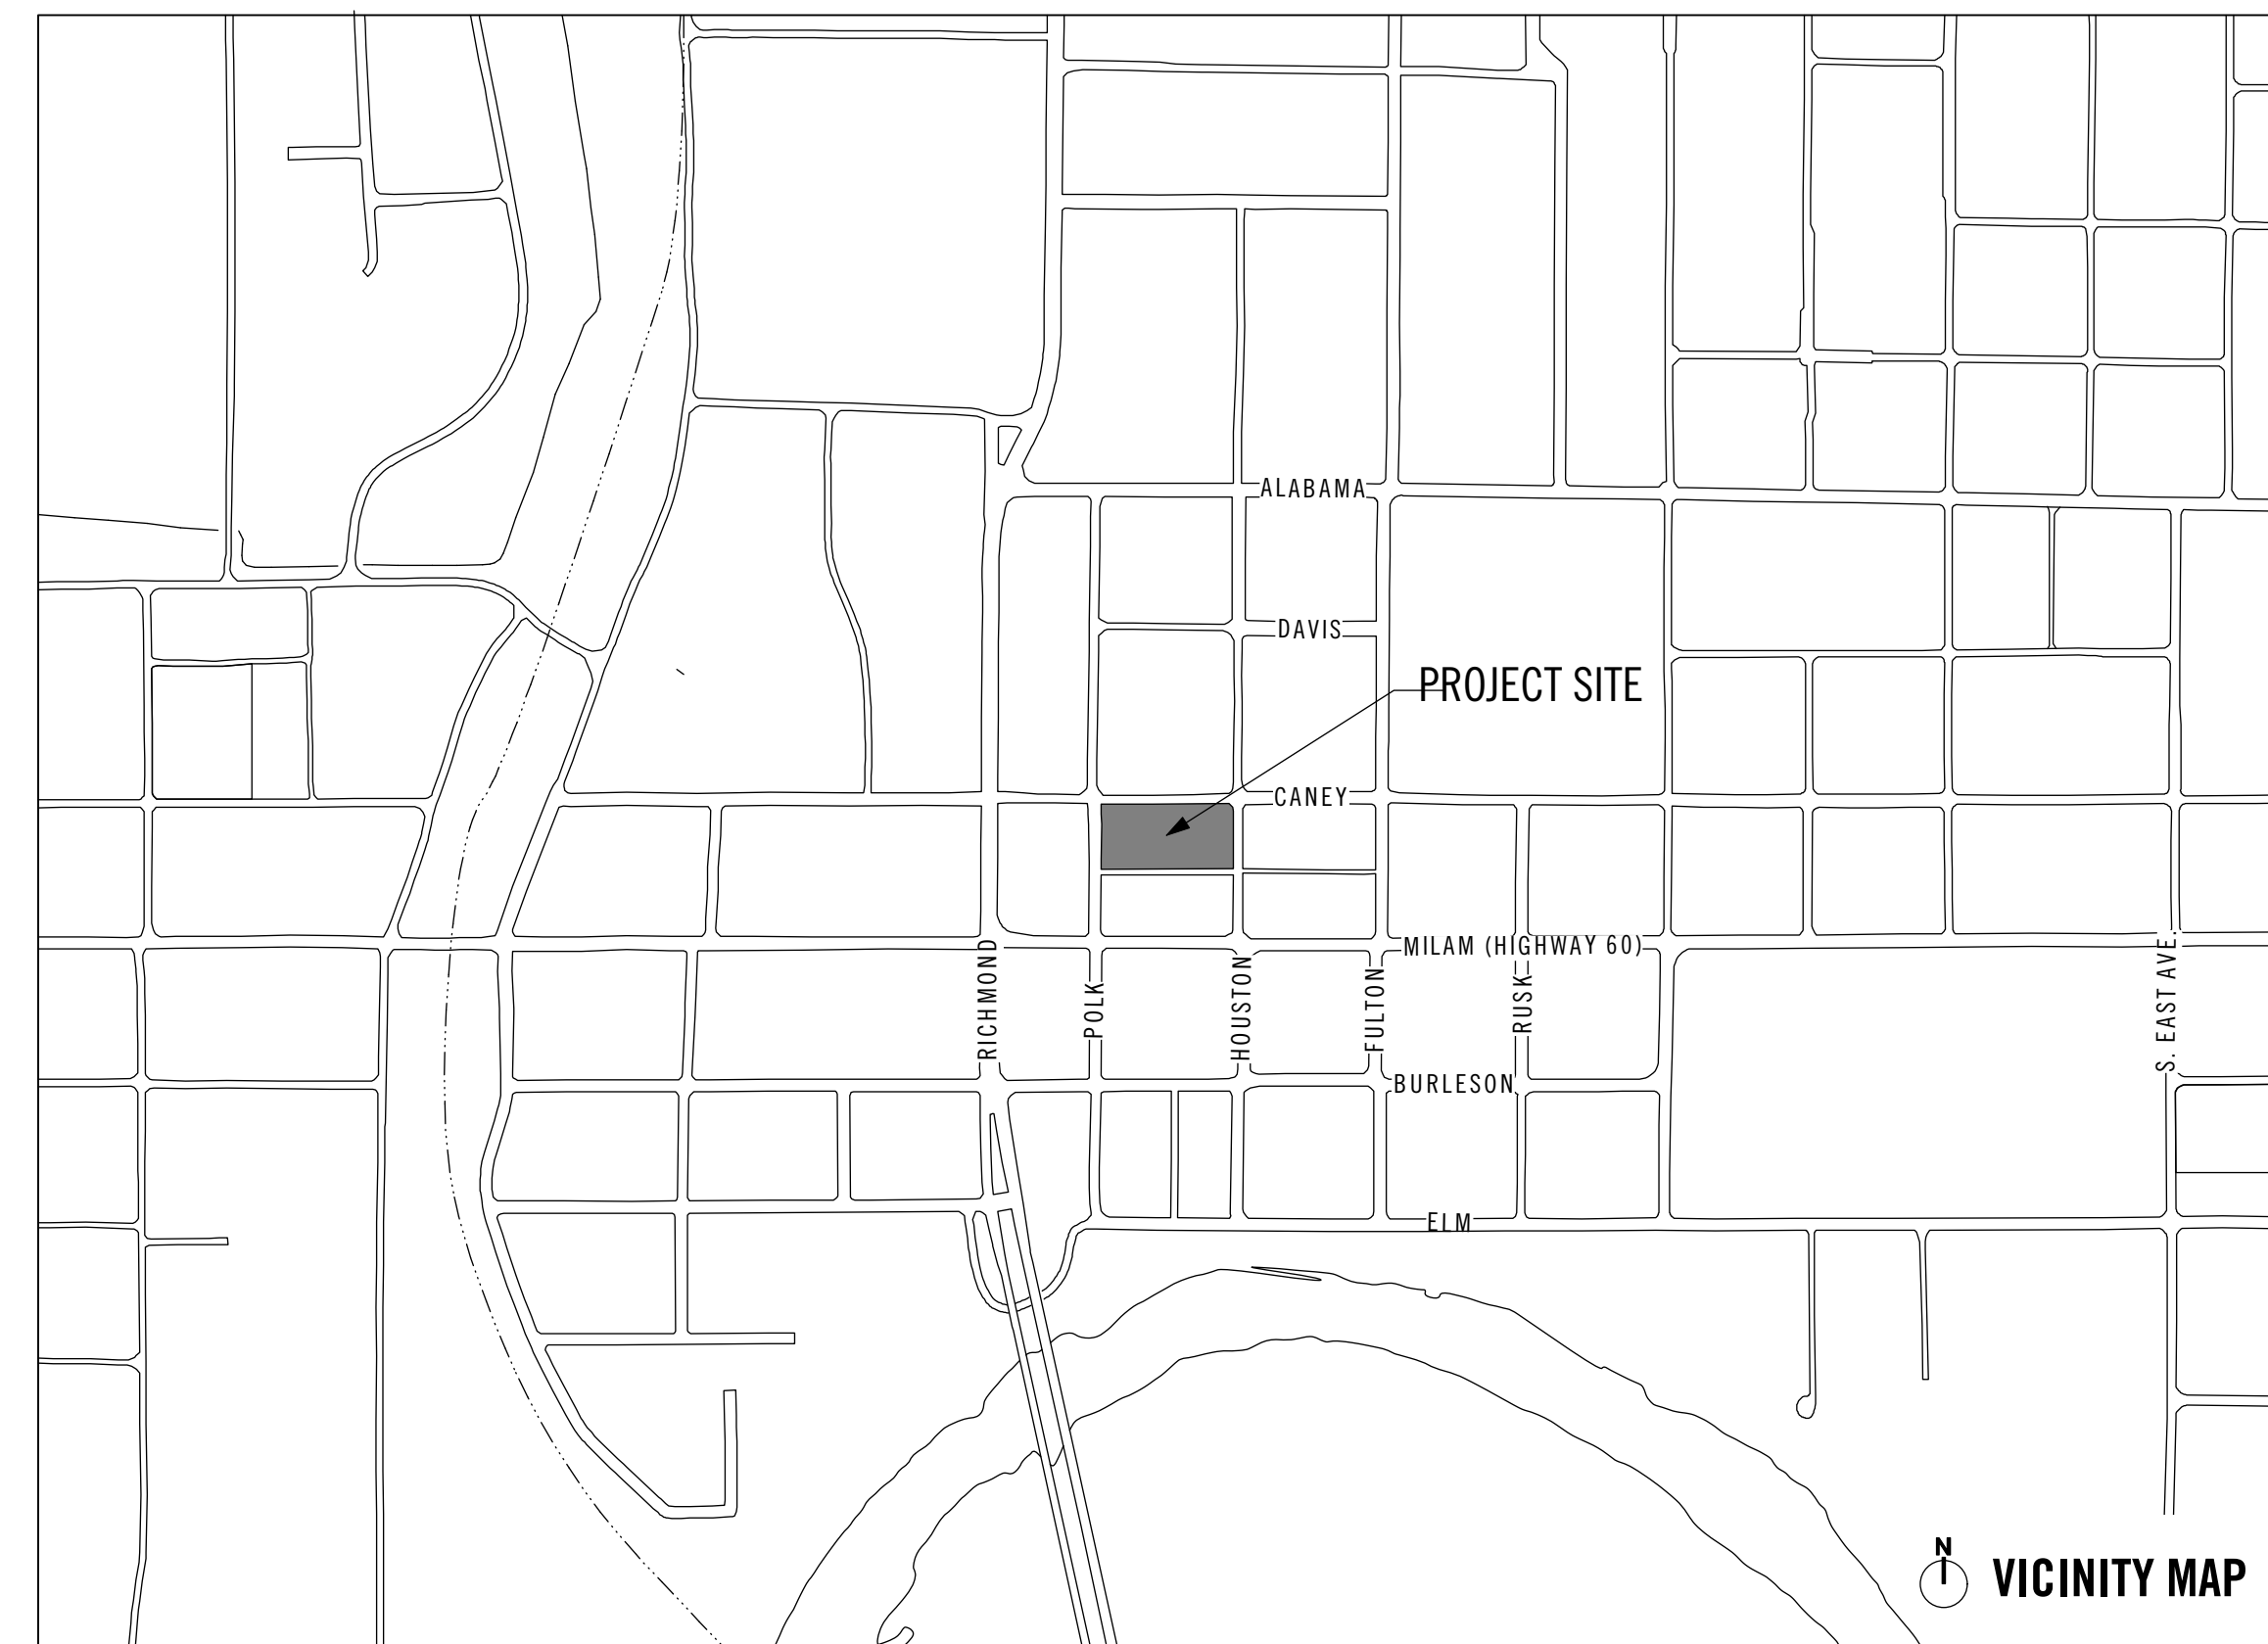 ALABAMA
DAVIS
PROJECT SITE
CANEY
MILAM (HIGHWAY 60)
RICHMOND
POLK
HOUSTON
FULTON
RUSK
S. EAST AVE.
BURLESON
ELM
N
VICINITY MAP